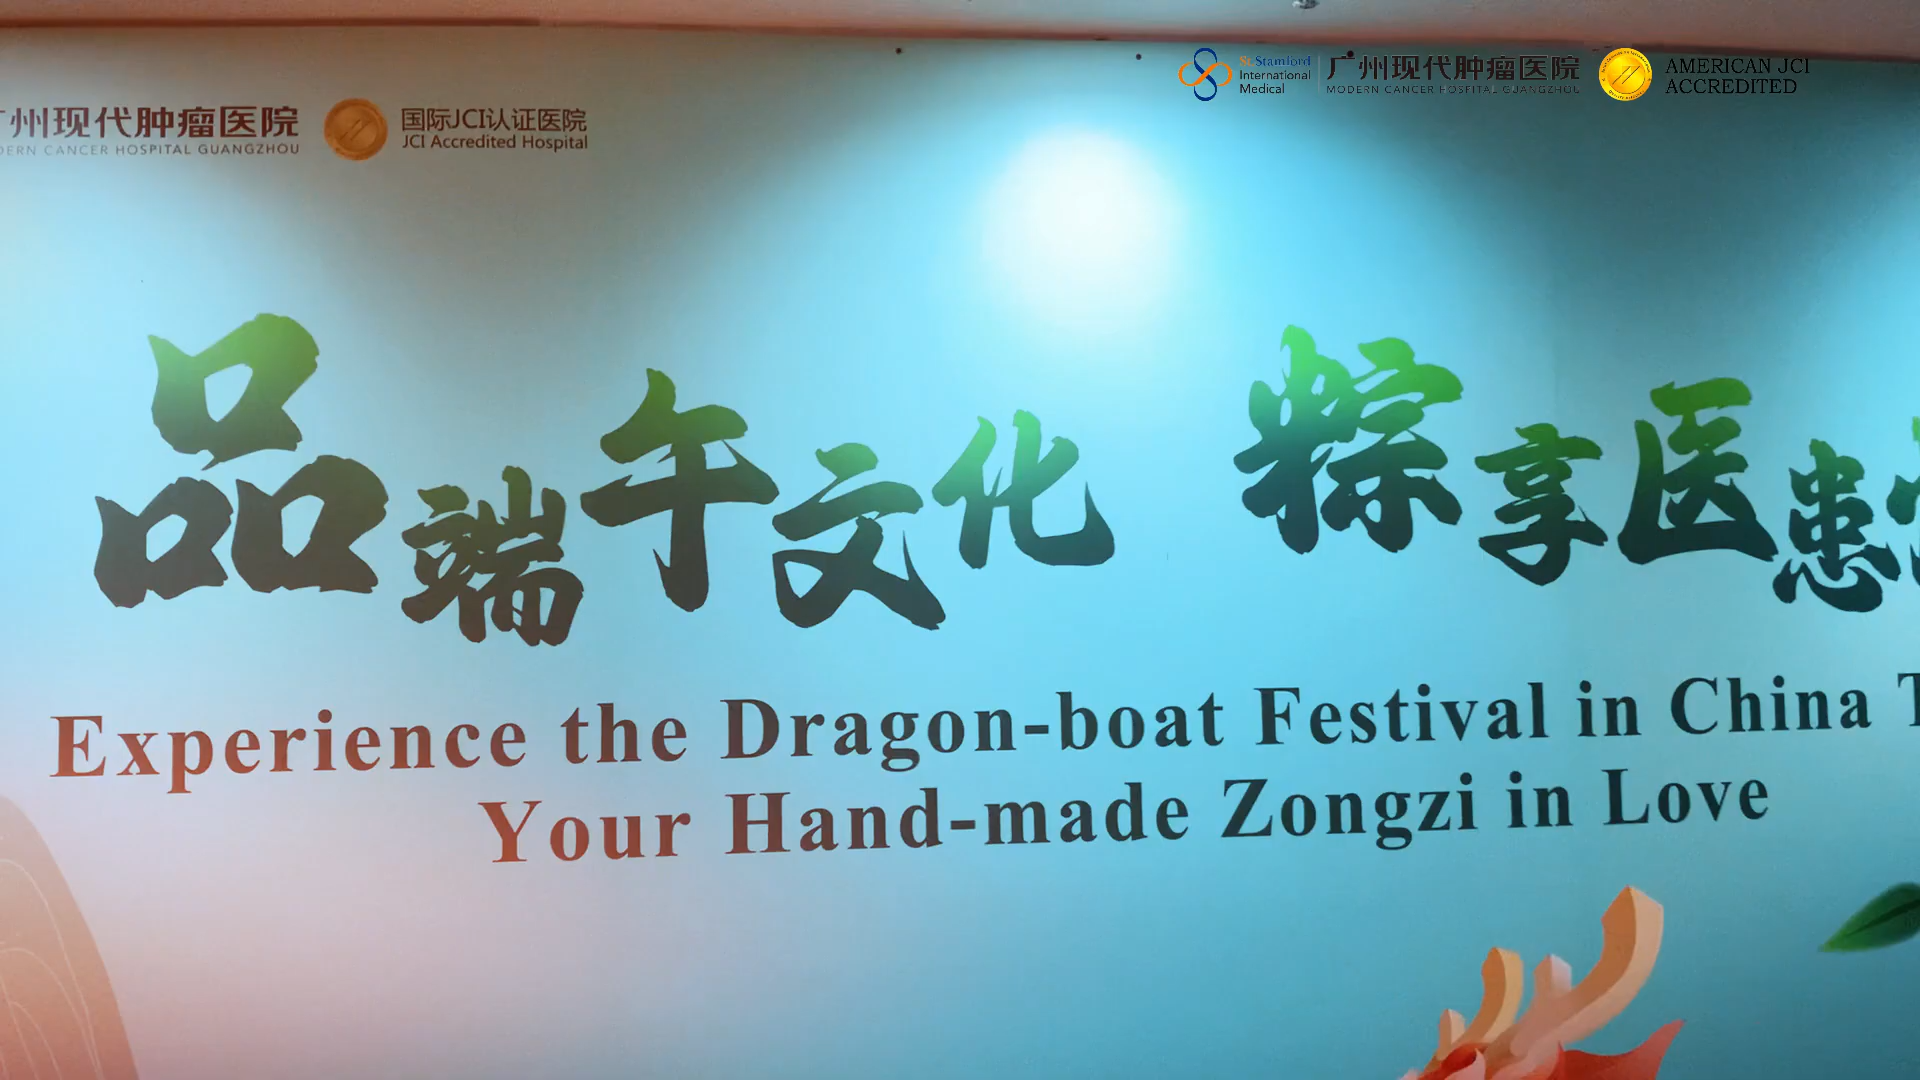 St.Stamford
International
Medical
广州现代肿瘤医院
MODERN CANCER HOSPITAL GUANGZHOU
AMERICAN JCI
ACCREDITED
州现代肿瘤医院
CANCER HOSPITAL GUANGZHOU
国际JCI认证医院
JCI Accredited Hospital
品端午文化 粽享医患
Experience the Dragon-boat Festival in China
Your Hand-made Zongzi in Love